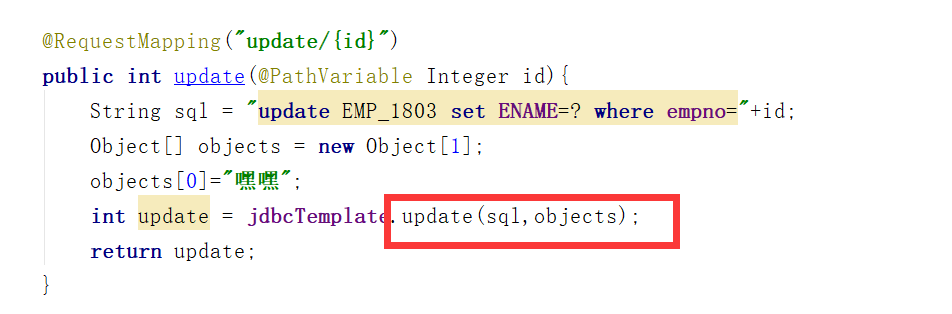 @RequestMapping("update/{id}")
public int update(@PathVariable Integer id){
String sql = "update EMP_1803 set ENAME=? where empno="+id;
Object[] objects = new Object[1];
objects[0]="嘿嘿";
int update = jdbcTemplate.update(sql,objects);
return update;
}